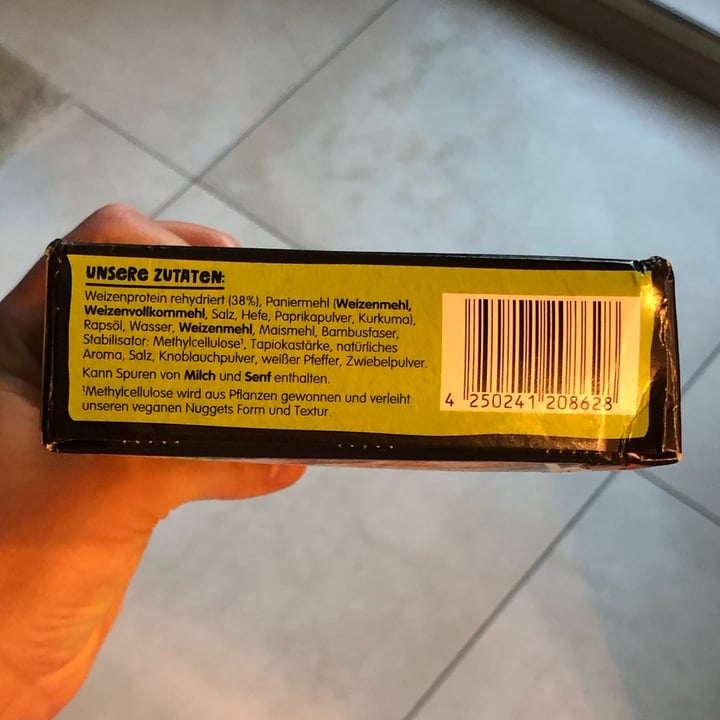 UNSERE ZUTATEN:
Weizenprotein rehydriert (38%), Paniermehl (Weizenmehl,
Weizenvollkornmehl, Salz, Hefe, Paprikapulver, Kurkuma),
Rapsöl, Wasser, Weizenmehl, Maismehl, Bambusfaser,
Stabilisator: Methylcellulose¹, Tapiokastärke, natürliches
Aroma, Salz, Knoblauchpulver, weißer Pfeffer, Zwiebelpulver.
Kann Spuren von Milch und Senf enthalten.
¹Methylcellulose wird aus Pflanzen gewonnen und verleiht
unseren veganen Nuggets Form und Textur.
4 250241 208628